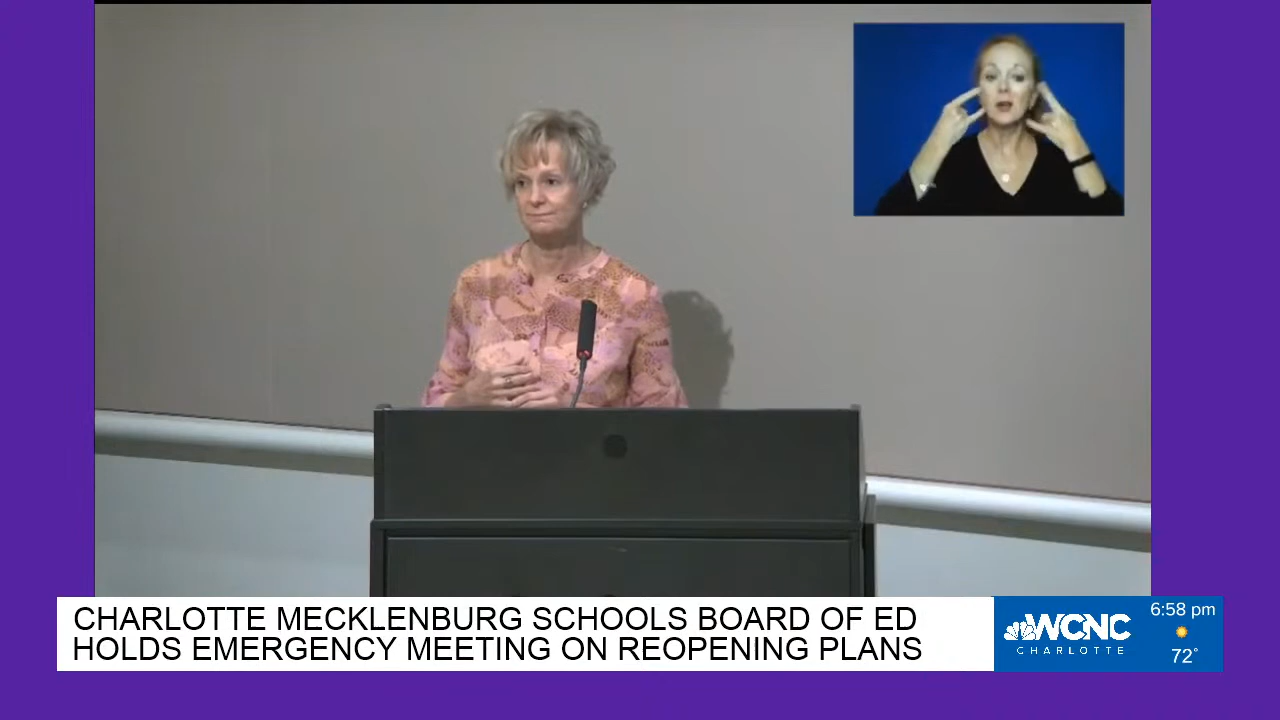 CHARLOTTE MECKLENBURG SCHOOLS BOARD OF ED
HOLDS EMERGENCY MEETING ON REOPENING PLANS
WCNC
CHARLOTTE
6:58 pm
72°